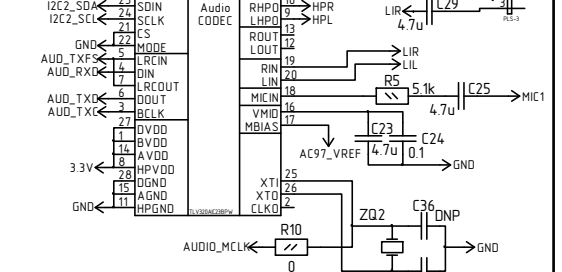 I2C2_SDA SDIN Audio RHPO HPR LIR C29 3
I2C2_SCL 24 SCLK CODEC LHPO 9 HPL 4.7u PLS-3
21 CS ROUT 13
GND 22 MODE LOUT 12
AUD_TXFS 5 LRCIN RIN 19 LIR
AUD_RXD 4 DIN LIN 20 LIL
7 LRCOUT R5 5.1k C25
AUD_TXD 6 DOUT MICIN 18 MIC1
AUD_TXC 3 BCLK VMID 16 4.7u
27 DVDD MBIAS 17
1 BVDD C23 C24
14 AVDD AC97_VREF 4.7u 0.1
3.3V 8 HPVDD GND
28 DGND XTI 25
15 AGND XTO 26
GND 11 HPGND CLKO 2
TLV320AIC23BPW ZQ2 C36 DNP
R10
AUDIO_MCLK GND
0